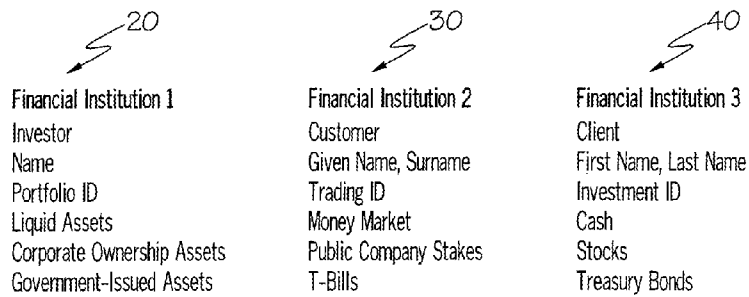 20 30 40
Financial Institution 1 Financial Institution 2 Financial Institution 3
Investor Customer Client
Name Given Name, Surname First Name, Last Name
Portfolio ID Trading ID Investment ID
Liquid Assets Money Market Cash
Corporate Ownership Assets Public Company Stakes Stocks
Government-Issued Assets T-Bills Treasury Bonds